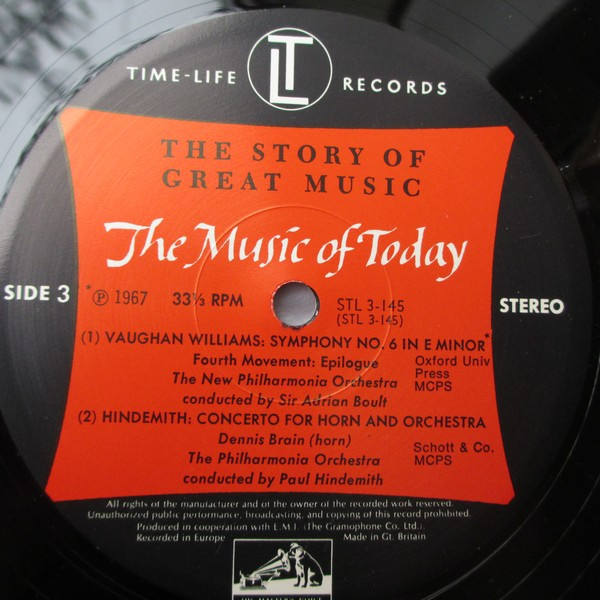 TIME-LIFE LT RECORDS
THE STORY OF
GREAT MUSIC
The Music of Today
SIDE 3 *℗ 1967 33⅓ RPM STL 3-145 STEREO
(STL 3-145)
(1) VAUGHAN WILLIAMS: SYMPHONY NO. 6 IN E MINOR*
Fourth Movement: Epilogue Oxford Univ
The New Philharmonia Orchestra Press
conducted by Sir Adrian Boult MCPS
(2) HINDEMITH: CONCERTO FOR HORN AND ORCHESTRA
Dennis Brain (horn) Schott & Co.
The Philharmonia Orchestra MCPS
conducted by Paul Hindemith
All rights of the manufacturer and of the owner of the recorded work reserved.
Unauthorized public performance, broadcasting, and copying of this record prohibited.
Produced in cooperation with E.M.I. (The Gramophone Co. Ltd.).
Recorded in Europe Made in Gt. Britain